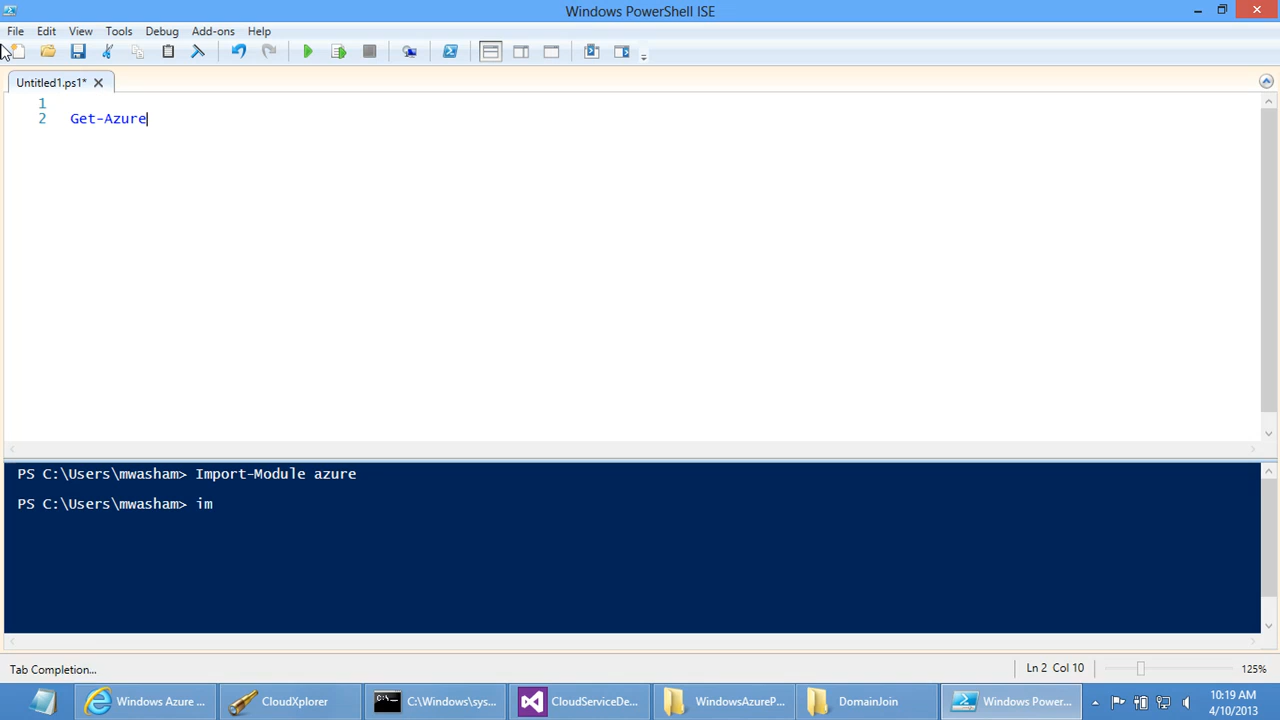 Windows PowerShell ISE
File Edit View Tools Debug Add-ons Help
Untitled1.ps1*
1
2 Get-Azure
PS C:\Users\mwasham> Import-Module azure
PS C:\Users\mwasham> im
Tab Completion...
Ln 2 Col 10
125%
Windows Azure ...
CloudXplorer
C:\Windows\sys...
CloudServiceDe...
WindowsAzureP...
DomainJoin
Windows Power...
10:19 AM
4/10/2013